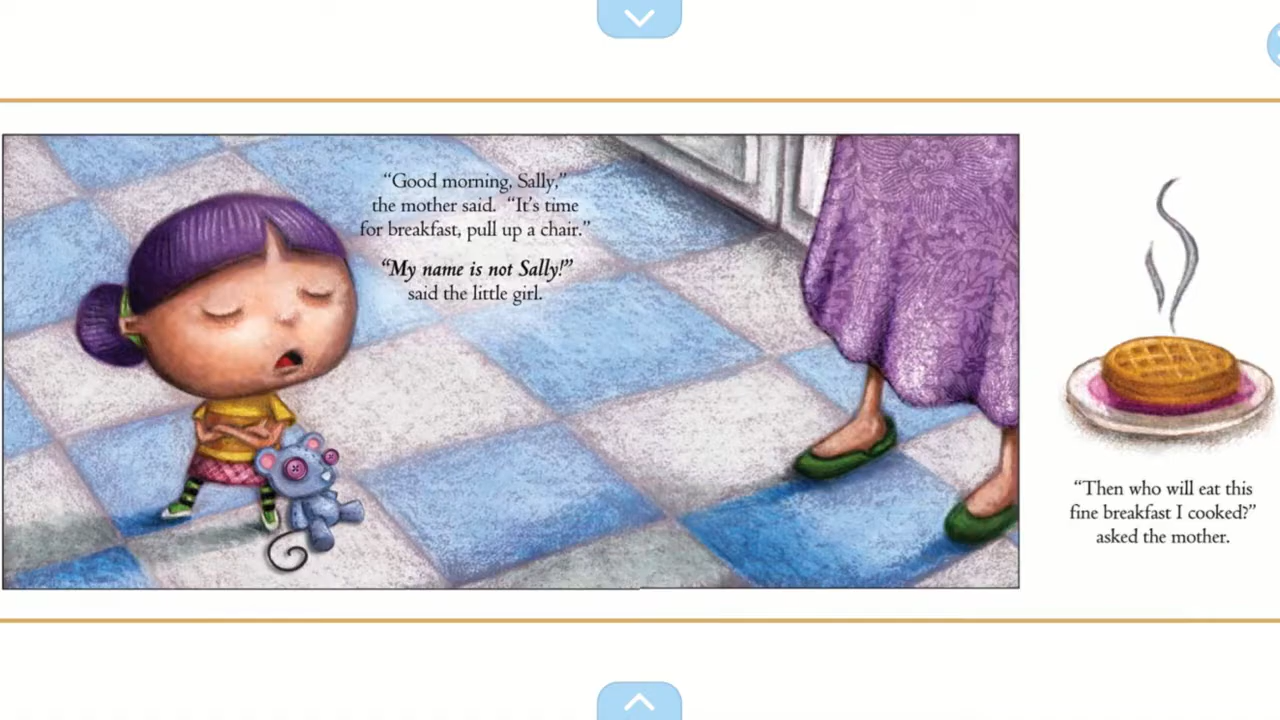 “Good morning, Sally,”
the mother said.  “It’s time
for breakfast, pull up a chair.”
“My name is not Sally!”
said the little girl.
“Then who will eat this
fine breakfast I cooked?”
asked the mother.